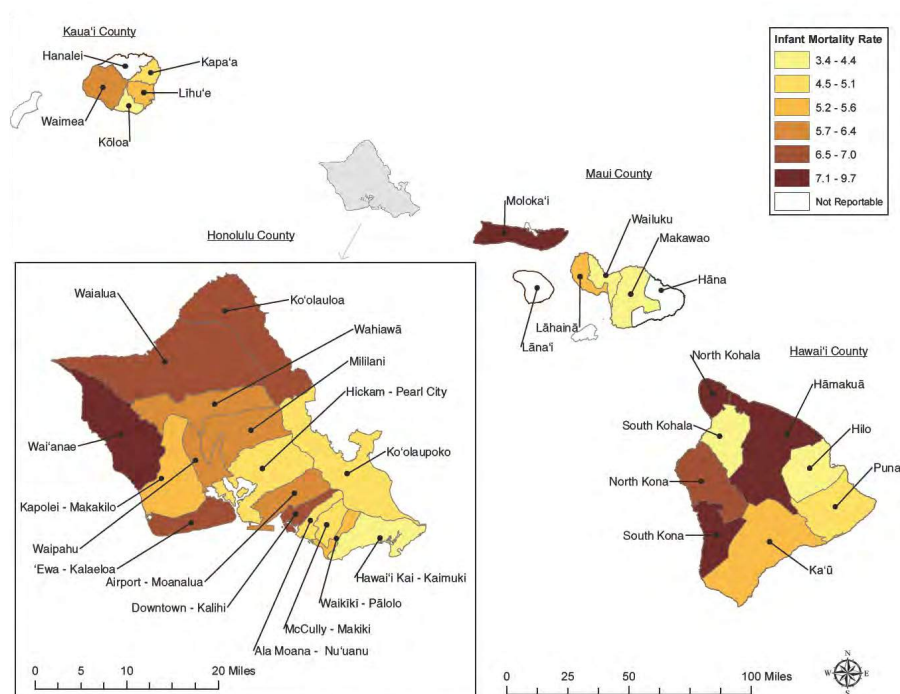 Kaua'i County
Hanalei
Kapa'a
Līhu'e
Waimea
Kōloa
Infant Mortality Rate
3.4 - 4.4
4.5 - 5.1
5.2 - 5.6
5.7 - 6.4
6.5 - 7.0
7.1 - 9.7
Not Reportable
Maui County
Moloka'i
Wailuku
Makawao
Hāna
Lāhainā
Lāna'i
Honolulu County
Waialua
Ko'olauloa
Wahiawā
Mililani
Hickam - Pearl City
Wai'anae
Ko'olaupoko
Kapolei - Makakilo
Waipahu
'Ewa - Kalaeloa
Airport - Moanalua
Hawai'i Kai - Kaimuki
Downtown - Kalihi
Waikīkī - Pālolo
McCully - Makiki
Ala Moana - Nu'uanu
0 5 10 20 Miles
Hawai'i County
North Kohala
Hāmakuā
South Kohala
Hilo
Puna
North Kona
South Kona
Ka'ū
0 50 100 Miles
N
W E
S